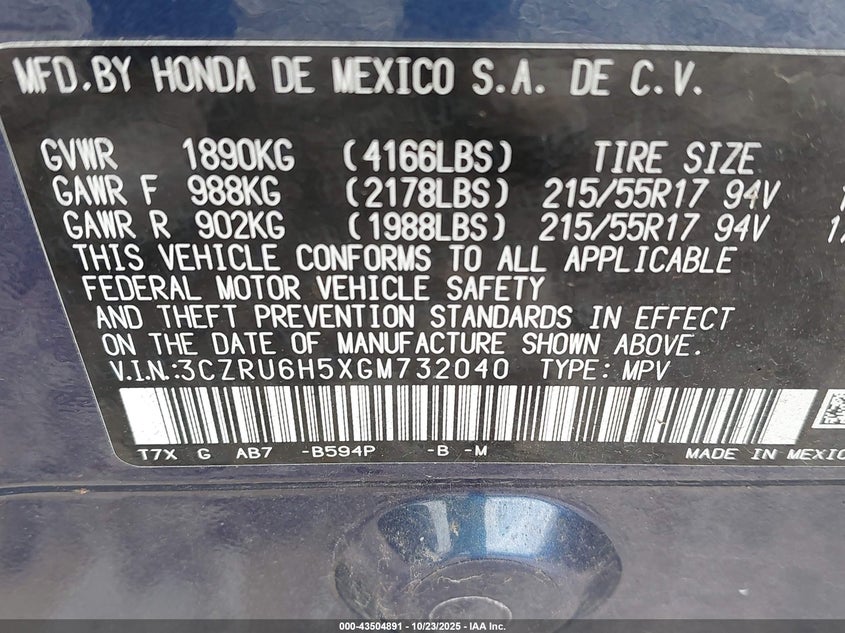 MFD.BY HONDA DE MEXICO S.A. DE C.V.
GVWR 1890KG (4166LBS) TIRE SIZE
GAWR F 988KG (2178LBS) 215/55R17 94V
GAWR R 902KG (1988LBS) 215/55R17 94V
THIS VEHICLE CONFORMS TO ALL APPLICABLE
FEDERAL MOTOR VEHICLE SAFETY
AND THEFT PREVENTION STANDARDS IN EFFECT
ON THE DATE OF MANUFACTURE SHOWN ABOVE.
V.I.N.:3CZRU6H5XGM732040 TYPE: MPV
T7X G AB7 -B594P -B -M MADE IN MEXICO
000-43504891 - 10/23/2025 - IAA Inc.